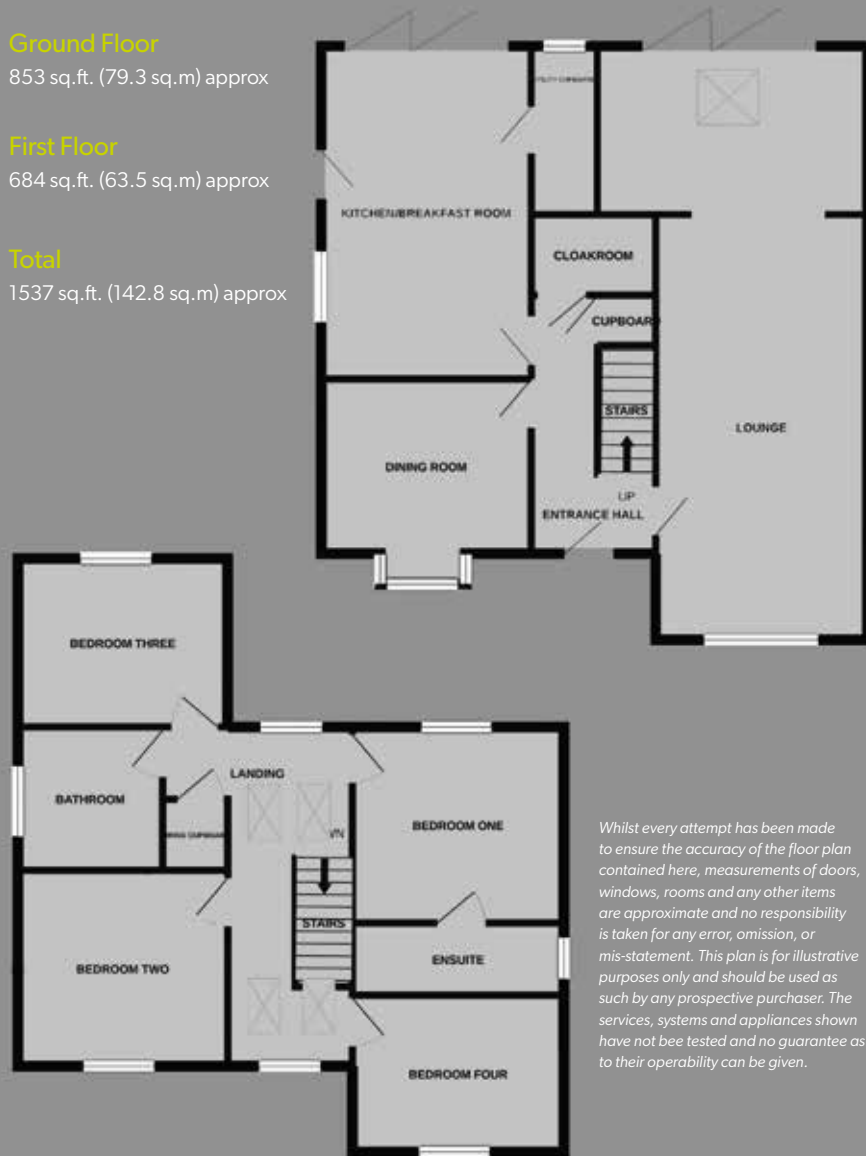 Ground Floor
853 sq.ft. (79.3 sq.m) approx
First Floor
684 sq.ft. (63.5 sq.m) approx
Total
1537 sq.ft. (142.8 sq.m) approx
KITCHEN/BREAKFAST ROOM
CLOAKROOM
CUPBOARD
STAIRS
LOUNGE
DINING ROOM
UP
ENTRANCE HALL
BEDROOM THREE
LANDING
BATHROOM
BEDROOM ONE
STAIRS
ENSUITE
BEDROOM TWO
BEDROOM FOUR
Whilst every attempt has been made
to ensure the accuracy of the floor plan
contained here, measurements of doors,
windows, rooms and any other items
are approximate and no responsibility
is taken for any error, omission, or
mis-statement. This plan is for illustrative
purposes only and should be used as
such by any prospective purchaser. The
services, systems and appliances shown
have not bee tested and no guarantee as
to their operability can be given.